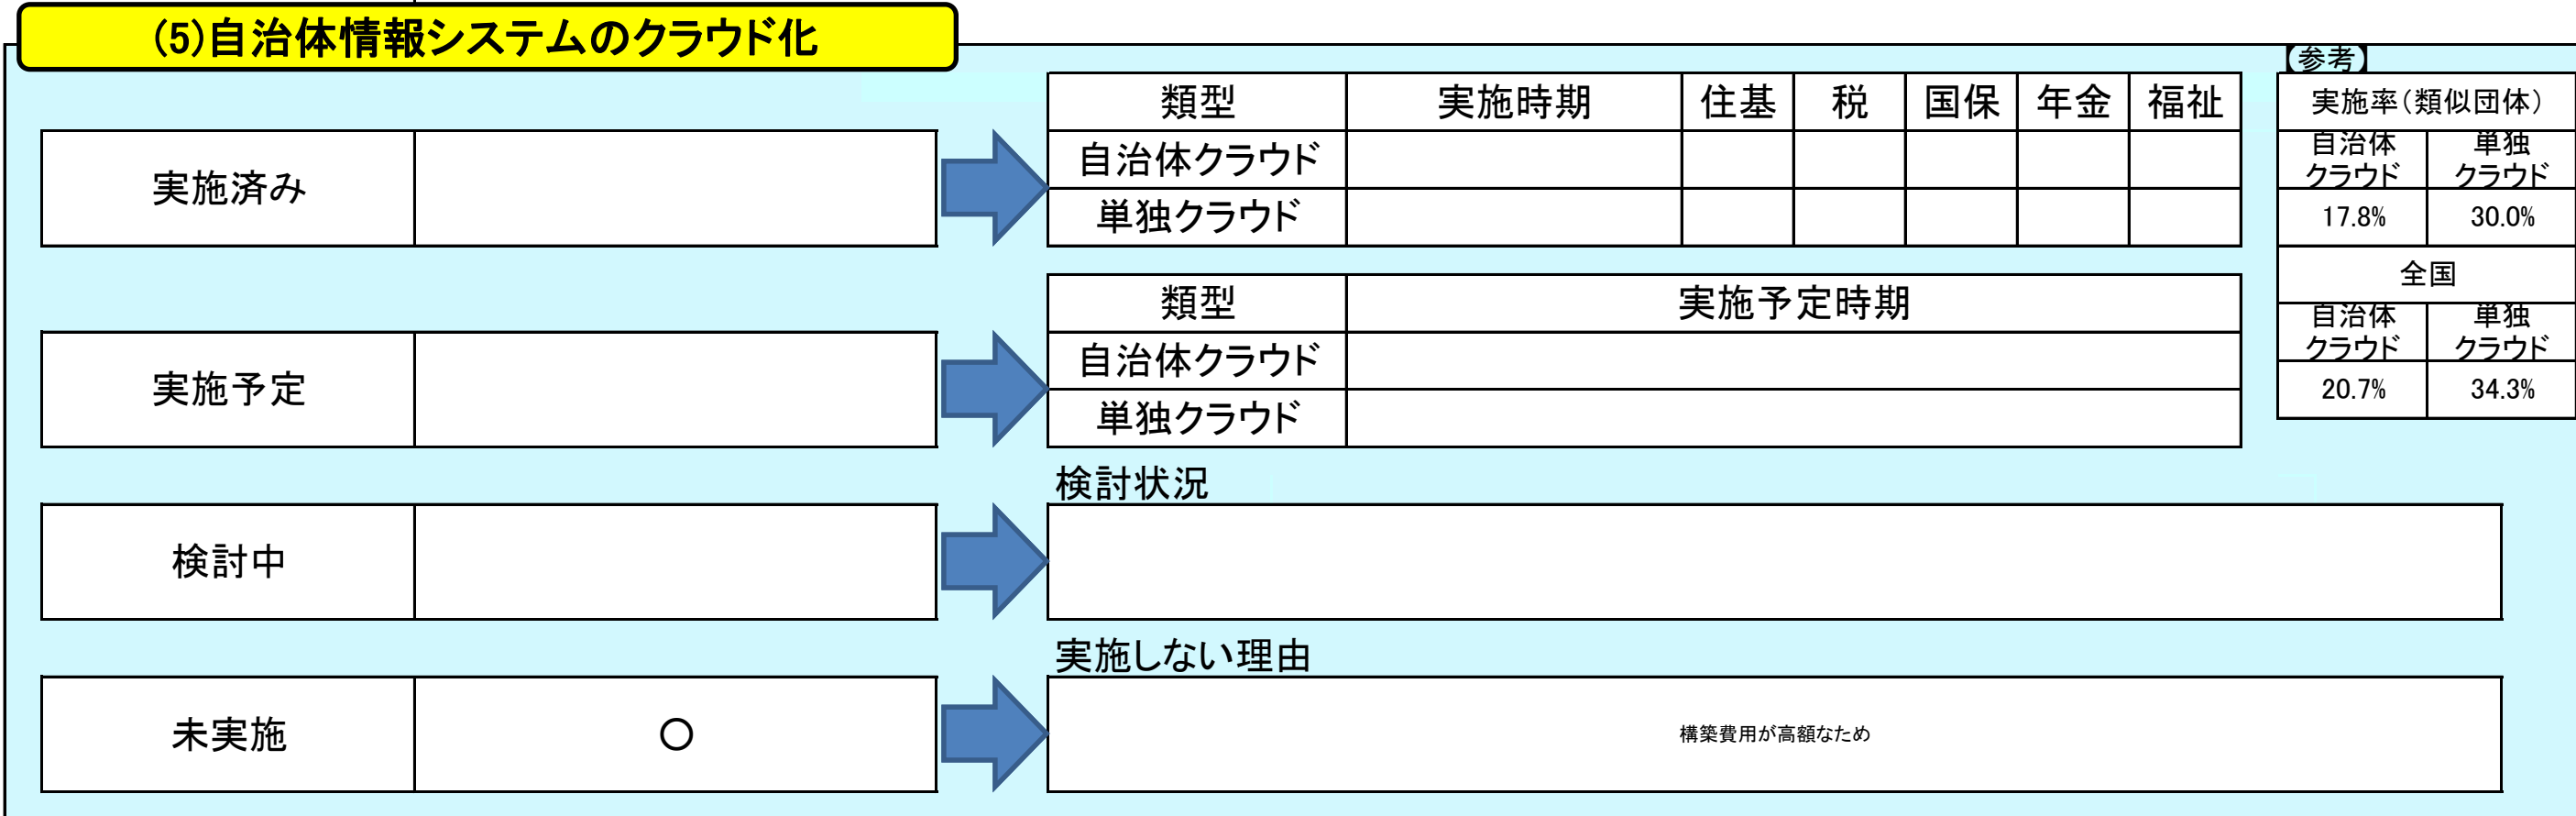 (5)自治体情報システムのクラウド化
【参考】
類型 実施時期 住基 税 国保 年金 福祉
実施率(類似団体)
実施済み
自治体クラウド
単独クラウド
自治体 単独
クラウド クラウド
17.8% 30.0%
全国
類型 実施予定時期
実施予定
自治体クラウド
単独クラウド
自治体 単独
クラウド クラウド
20.7% 34.3%
検討状況
検討中
実施しない理由
未実施 ○ 構築費用が高額なため